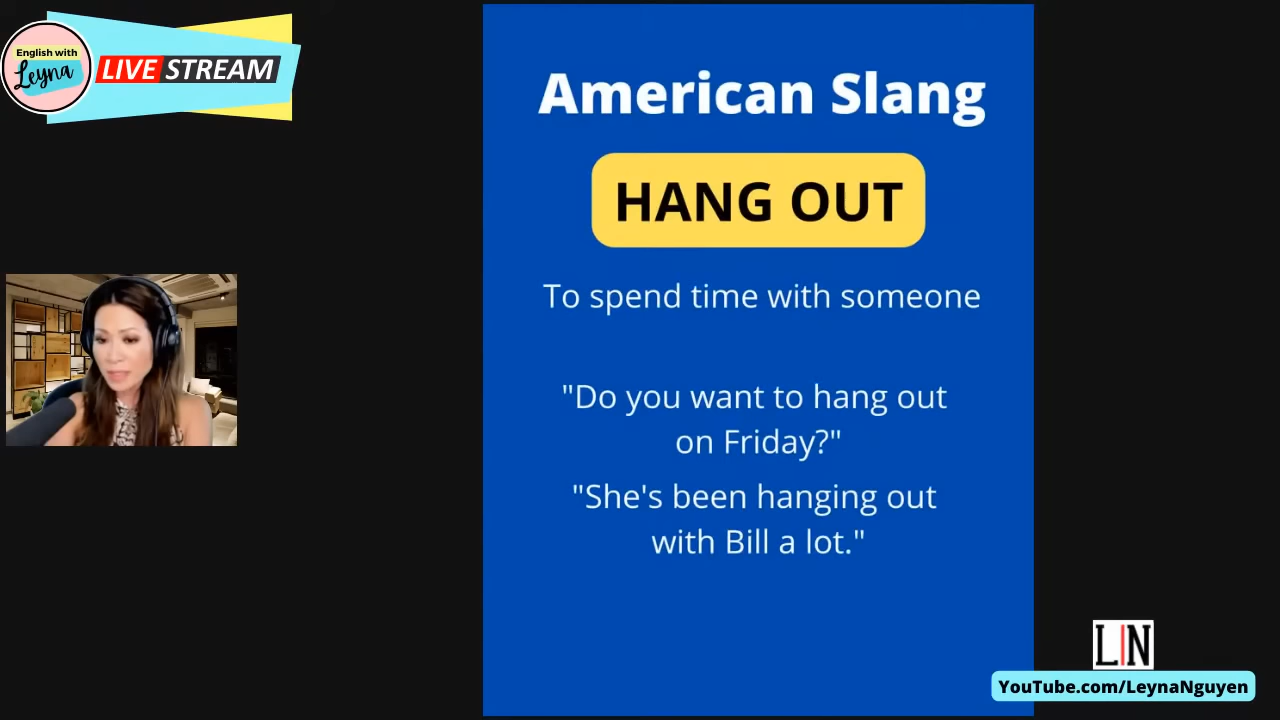 English with
Leyna
LIVE STREAM
American Slang
HANG OUT
To spend time with someone
"Do you want to hang out
on Friday?"
"She's been hanging out
with Bill a lot."
LIN
YouTube.com/LeynaNguyen